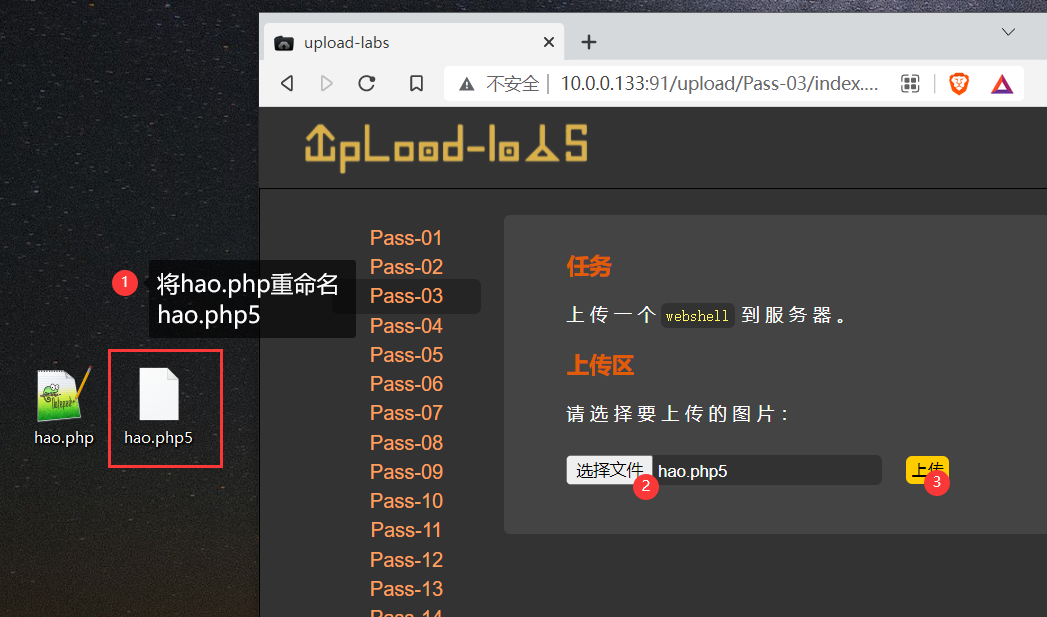 upload-labs
不安全 10.0.0.133:91/upload/Pass-03/index....
UpLoad-labS
Pass-01
Pass-02
Pass-03
Pass-04
Pass-05
Pass-06
Pass-07
Pass-08
Pass-09
Pass-10
Pass-11
Pass-12
Pass-13
Pass-14
1
将hao.php重命名
hao.php5
Notepad
hao.php
hao.php5
任务
上传一个 webshell 到服务器。
上传区
请选择要上传的图片：
选择文件 hao.php5
2
上传
3